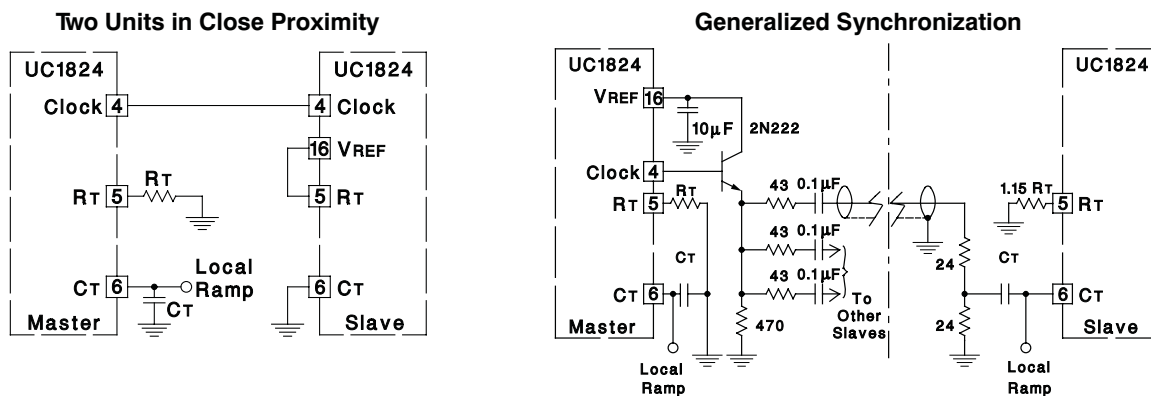 Two Units in Close Proximity
UC1824
UC1824
Clock 4
4 Clock
16 VREF
RT 5
RT
5 RT
CT 6
Local
Ramp
CT
6 CT
Master
Slave
Generalized Synchronization
UC1824
UC1824
VREF 16
10µF
2N222
Clock 4
RT 5
RT
43 0.1µF
1.15 RT
5 RT
43 0.1µF
CT
24
CT
43 0.1µF
CT 6
6 CT
To
Other
Slaves
Master
470
24
Slave
Local
Ramp
Local
Ramp